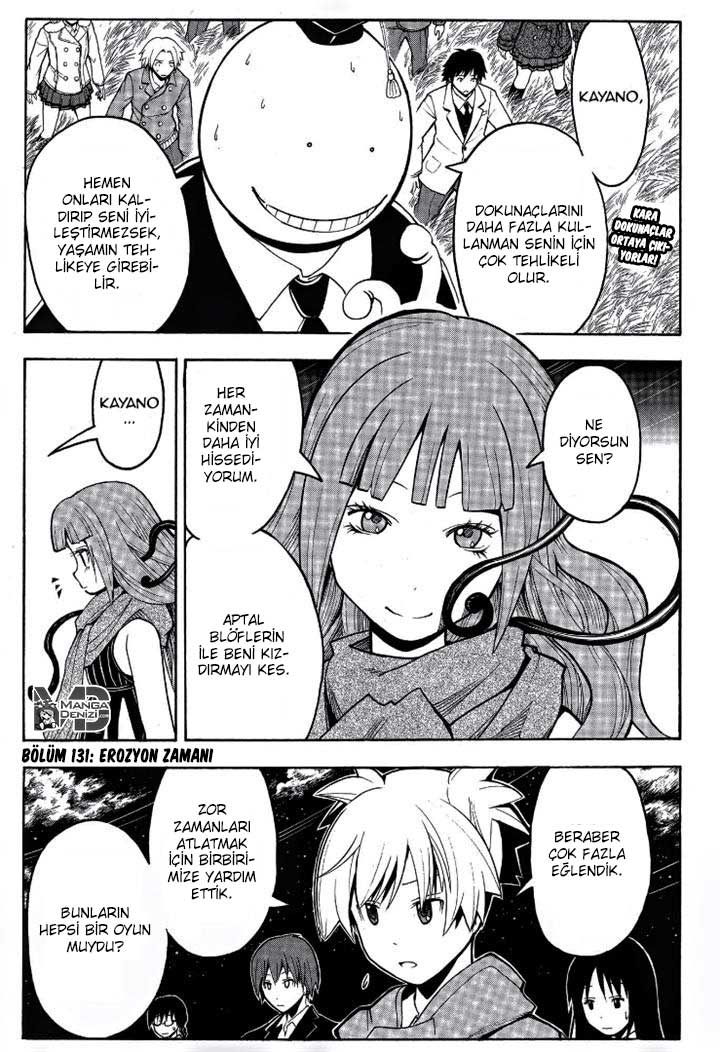 KAYANO,
DOKUNAÇLARINI
DAHA FAZLA KUL-
LANMAN SENİN İÇİN
ÇOK TEHLİKELİ
OLUR.
KARA
DOKUNAÇLAR
ORTAYA ÇIKI-
YORLAR!
HEMEN
ONLARI KAL-
DIRIP SENİ İYİ-
LEŞTİRMEZSEK,
YAŞAMIN TEH-
LİKEYE GİREBİ-
LİR.
KAYANO
...
NE
DİYORSUN
SEN?
HER
ZAMAN-
KİNDEN
DAHA İYİ
HİSSEDİ-
YORUM.
APTAL
BLÖFLERİN
İLE BENİ KIZ-
DIRMAYI KES.
MANGA
DENİZİ
.com
BÖLÜM 131: EROZYON ZAMANI
BERABER
ÇOK FAZLA
EĞLENDİK.
ZOR
ZAMANLARI
ATLATMAK
İÇİN BİRBİRİ-
MİZE YARDIM
ETTİK.
BUNLARIN
HEPSİ BİR OYUN
MUYDU?